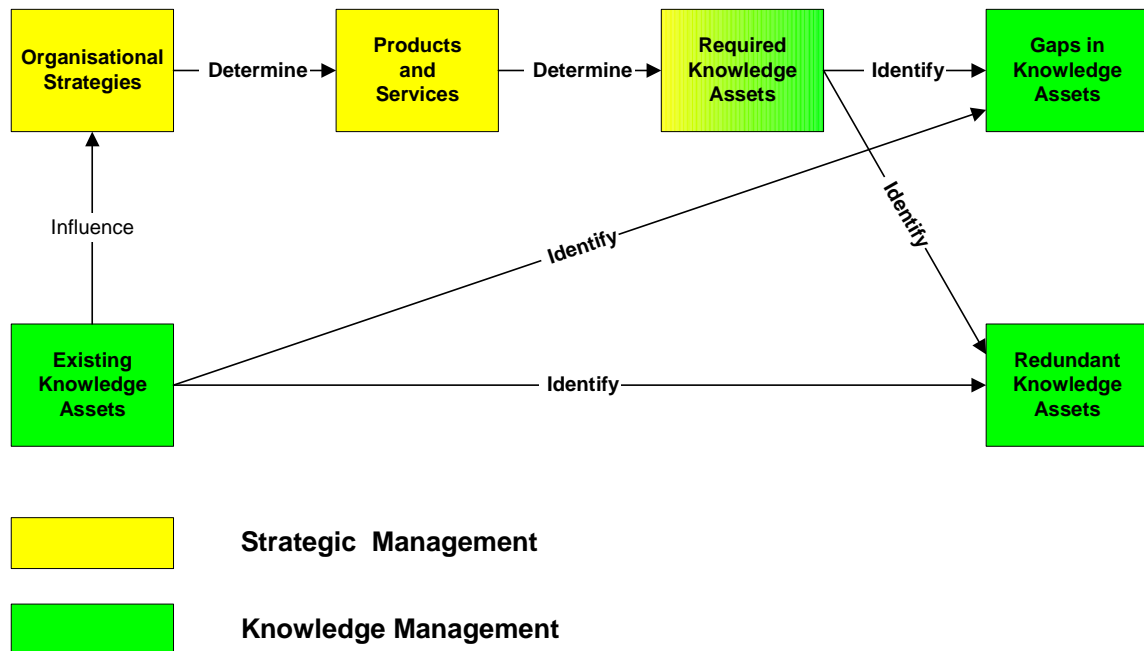 Organisational
Strategies
Determine
Products
and
Services
Determine
Required
Knowledge
Assets
Identify
Gaps in
Knowledge
Assets
Influence
Identify
Identify
Existing
Knowledge
Assets
Identify
Redundant
Knowledge
Assets
Strategic Management
Knowledge Management